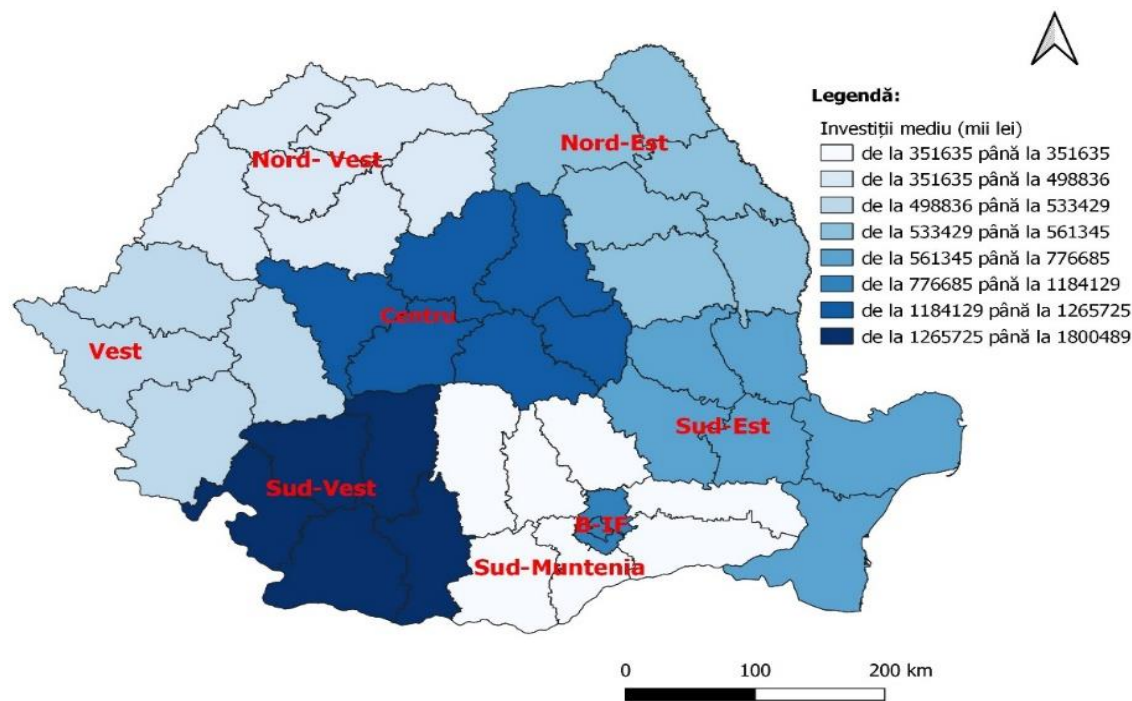 Legendă:
Investiții mediu (mii lei)
de la 351635 până la 351635
de la 351635 până la 498836
de la 498836 până la 533429
de la 533429 până la 561345
de la 561345 până la 776685
de la 776685 până la 1184129
de la 1184129 până la 1265725
de la 1265725 până la 1800489
Nord- Vest
Nord-Est
Centru
Vest
Sud-Est
Sud-Vest
B-IF
Sud-Muntenia
0 100 200 km